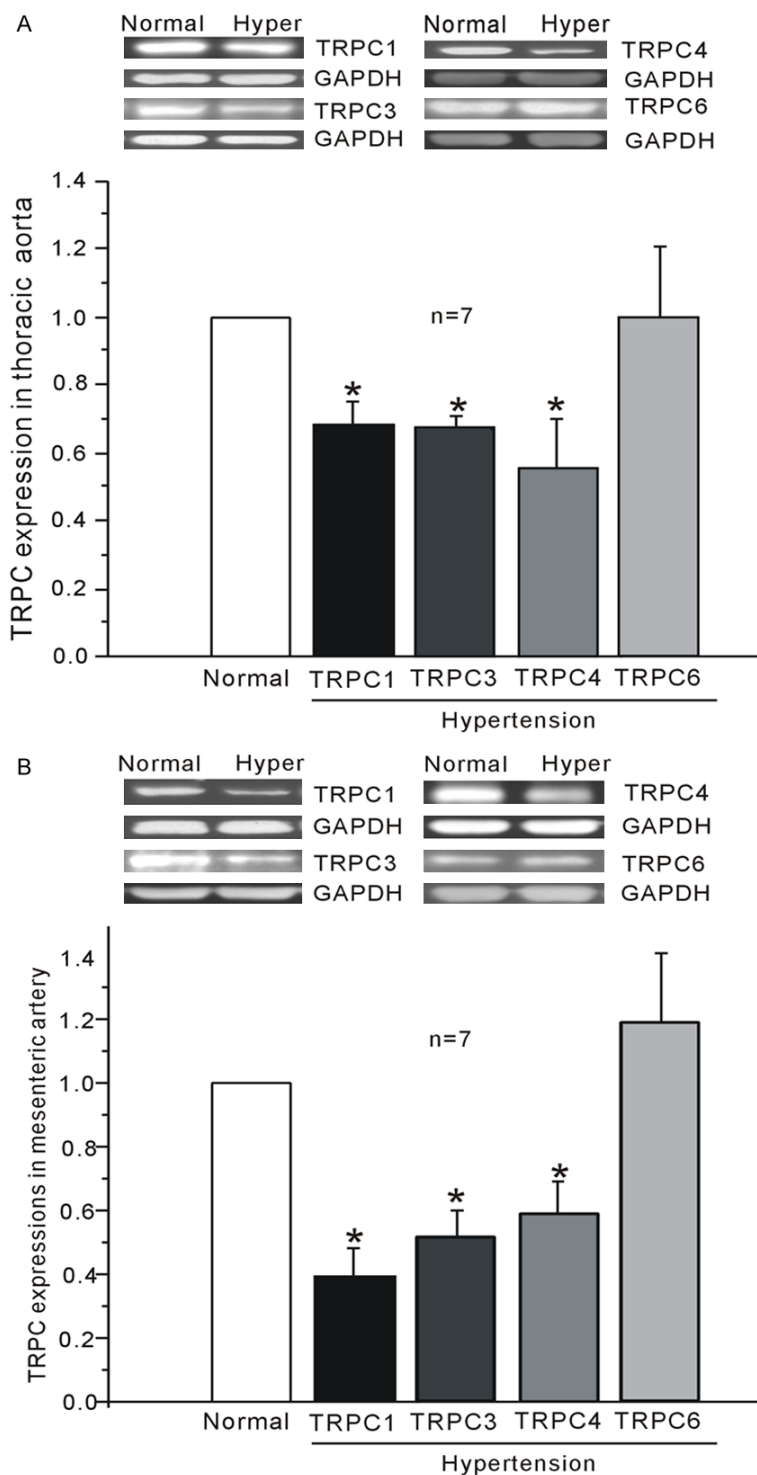 A
Normal Hyper
TRPC1
GAPDH
TRPC3
GAPDH
Normal Hyper
TRPC4
GAPDH
TRPC6
GAPDH
TRPC expression in thoracic aorta
1.4
1.2
1.0
0.8
0.6
0.4
0.2
0.0
n=7
*
*
*
Normal TRPC1 TRPC3 TRPC4 TRPC6
Hypertension
B
Normal Hyper
TRPC1
GAPDH
TRPC3
GAPDH
Normal Hyper
TRPC4
GAPDH
TRPC6
GAPDH
TRPC expressions in mesenteric artery
1.4
1.2
1.0
0.8
0.6
0.4
0.2
0.0
n=7
*
*
*
Normal TRPC1 TRPC3 TRPC4 TRPC6
Hypertension